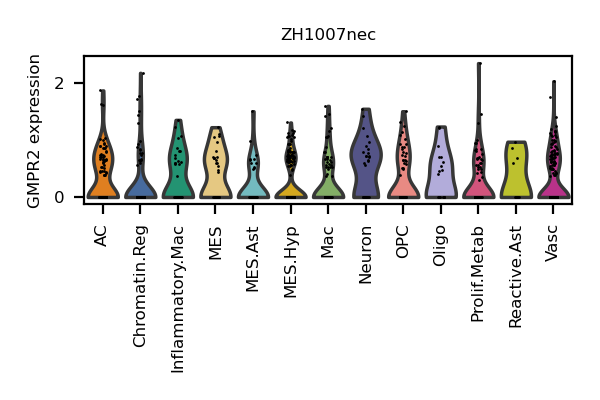 ZH1007nec
GMPR2 expression
2
0
AC
Chromatin.Reg
Inflammatory.Mac
MES
MES.Ast
MES.Hyp
Mac
Neuron
OPC
Oligo
Prolif.Metab
Reactive.Ast
Vasc